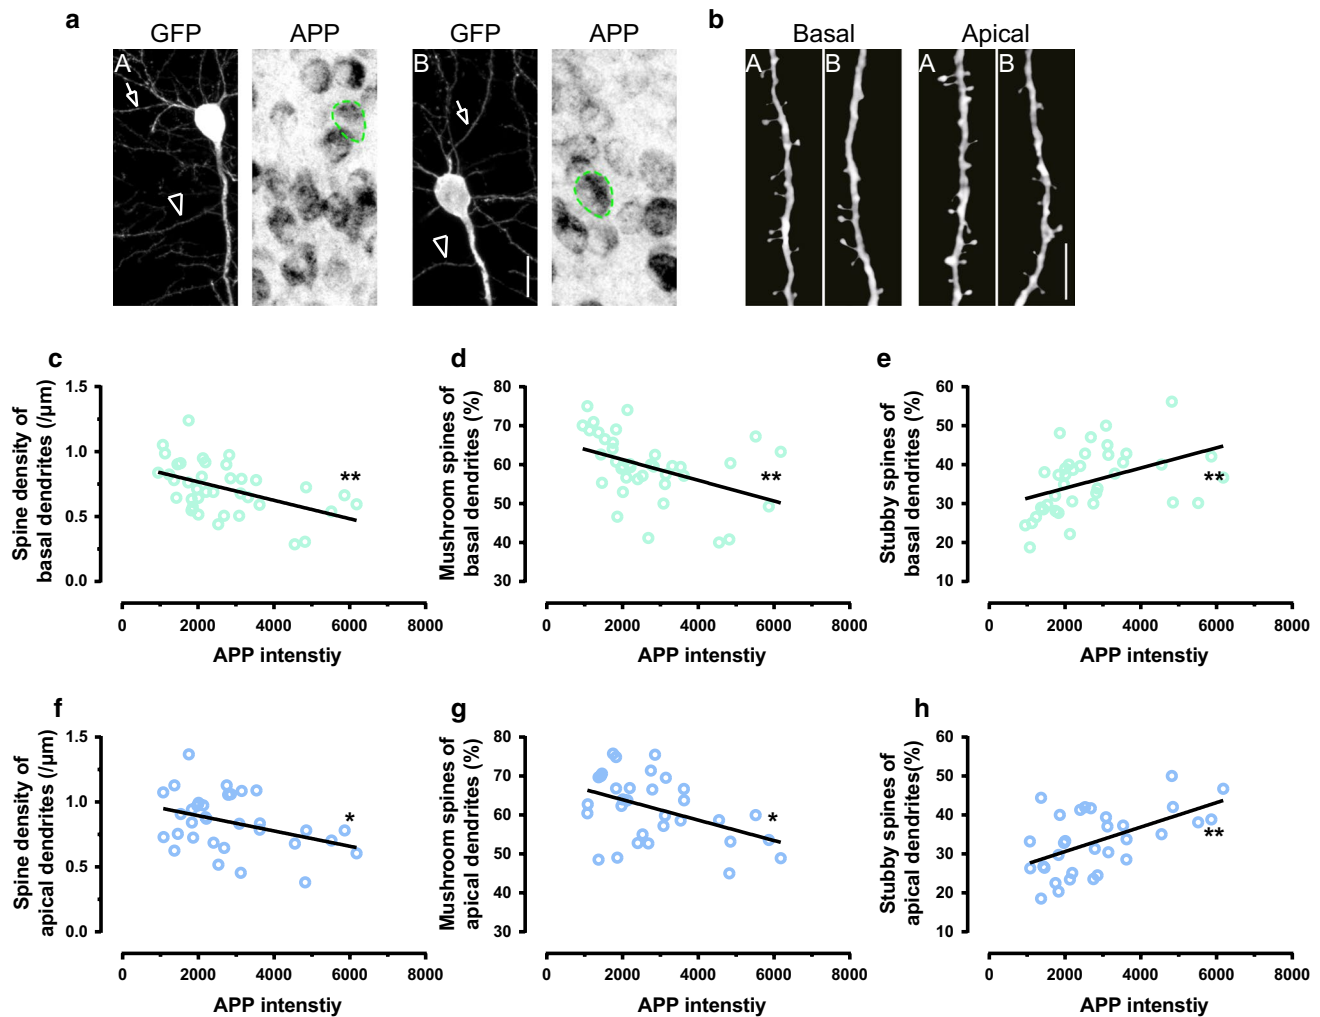 a
b
GFP
APP
GFP
APP
Basal
Apical
A
B
A
B
A
B
c
d
e
Spine density of
basal dendrites (/µm)
1.5
1.0
0.5
0.0
**
0
2000
4000
6000
8000
APP intenstiy
Mushroom spines of
basal dendrites (%)
80
70
60
50
40
30
**
0
2000
4000
6000
8000
APP intenstiy
Stubby spines of
basal dendrites (%)
60
50
40
30
20
10
**
0
2000
4000
6000
8000
APP intenstiy
f
g
h
Spine density of
apical dendrites (/µm)
1.5
1.0
0.5
0.0
*
0
2000
4000
6000
8000
APP intenstiy
Mushroom spines of
apical dendrites (%)
80
70
60
50
40
30
*
0
2000
4000
6000
8000
APP intenstiy
Stubby spines of
apical dendrites(%)
60
50
40
30
20
10
**
0
2000
4000
6000
8000
APP intenstiy